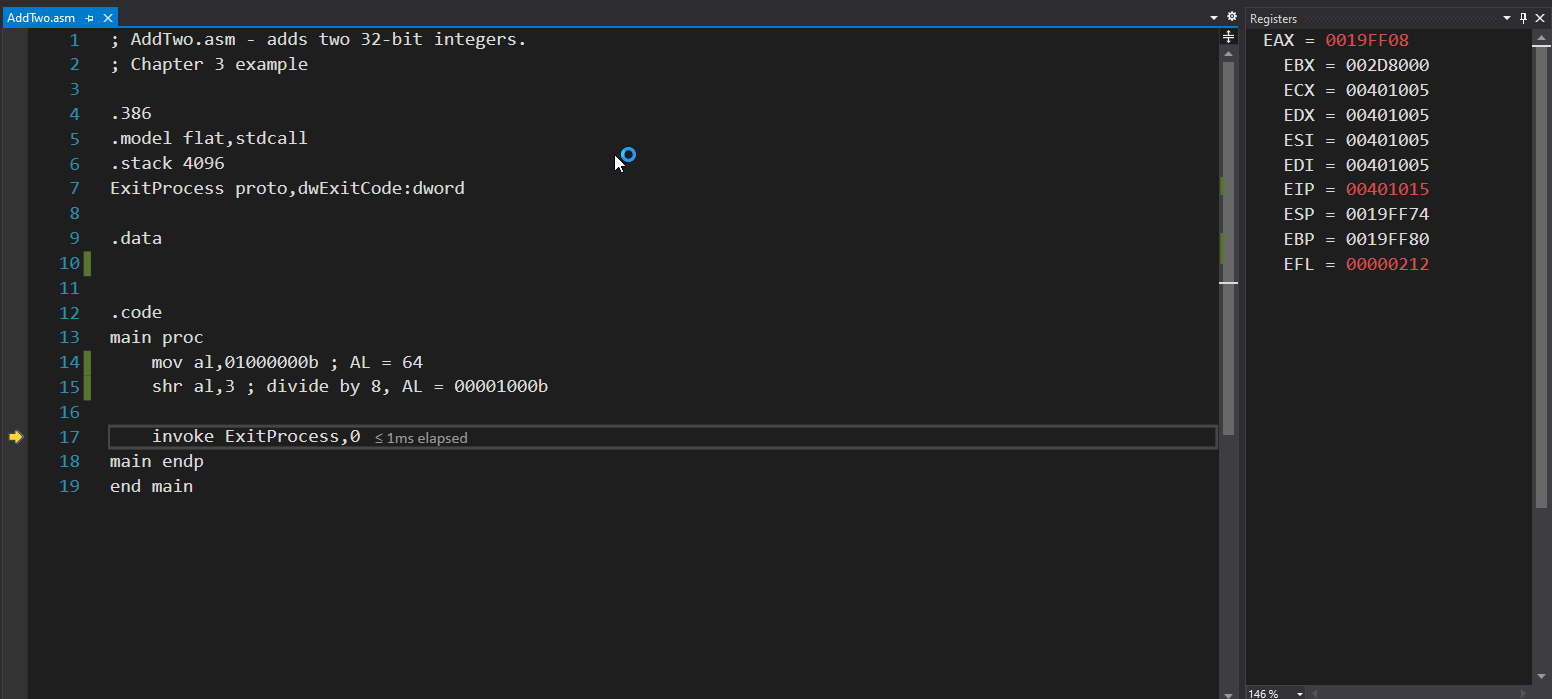 AddTwo.asm
1 ; AddTwo.asm - adds two 32-bit integers.
2 ; Chapter 3 example
3
4 .386
5 .model flat,stdcall
6 .stack 4096
7 ExitProcess proto,dwExitCode:dword
8
9 .data
10
11
12 .code
13 main proc
14 mov al,01000000b ; AL = 64
15 shr al,3 ; divide by 8, AL = 00001000b
16
17 invoke ExitProcess,0 ≤ 1ms elapsed
18 main endp
19 end main
Registers
EAX = 0019FF08
EBX = 002D8000
ECX = 00401005
EDX = 00401005
ESI = 00401005
EDI = 00401005
EIP = 00401015
ESP = 0019FF74
EBP = 0019FF80
EFL = 00000212
146 %